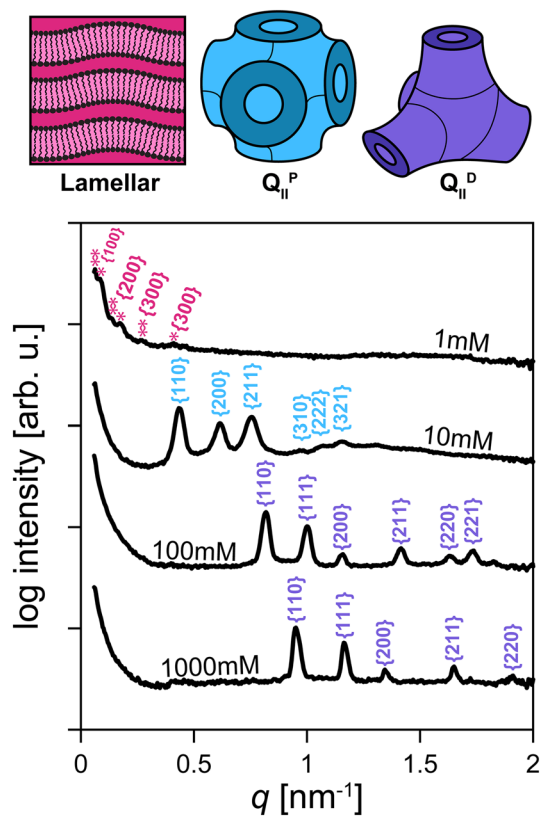 Lamellar
Q_II^P
Q_II^D
**{100}
**{200}
**{300}
*{300}
1mM
{110}
{200}
{211}
{310}
{222}
{321}
10mM
{110}
{111}
{200}
{211}
{220}
{221}
100mM
{110}
{111}
{200}
{211}
{220}
1000mM
log intensity [arb. u.]
0 0.5 1 1.5 2
q [nm⁻¹]